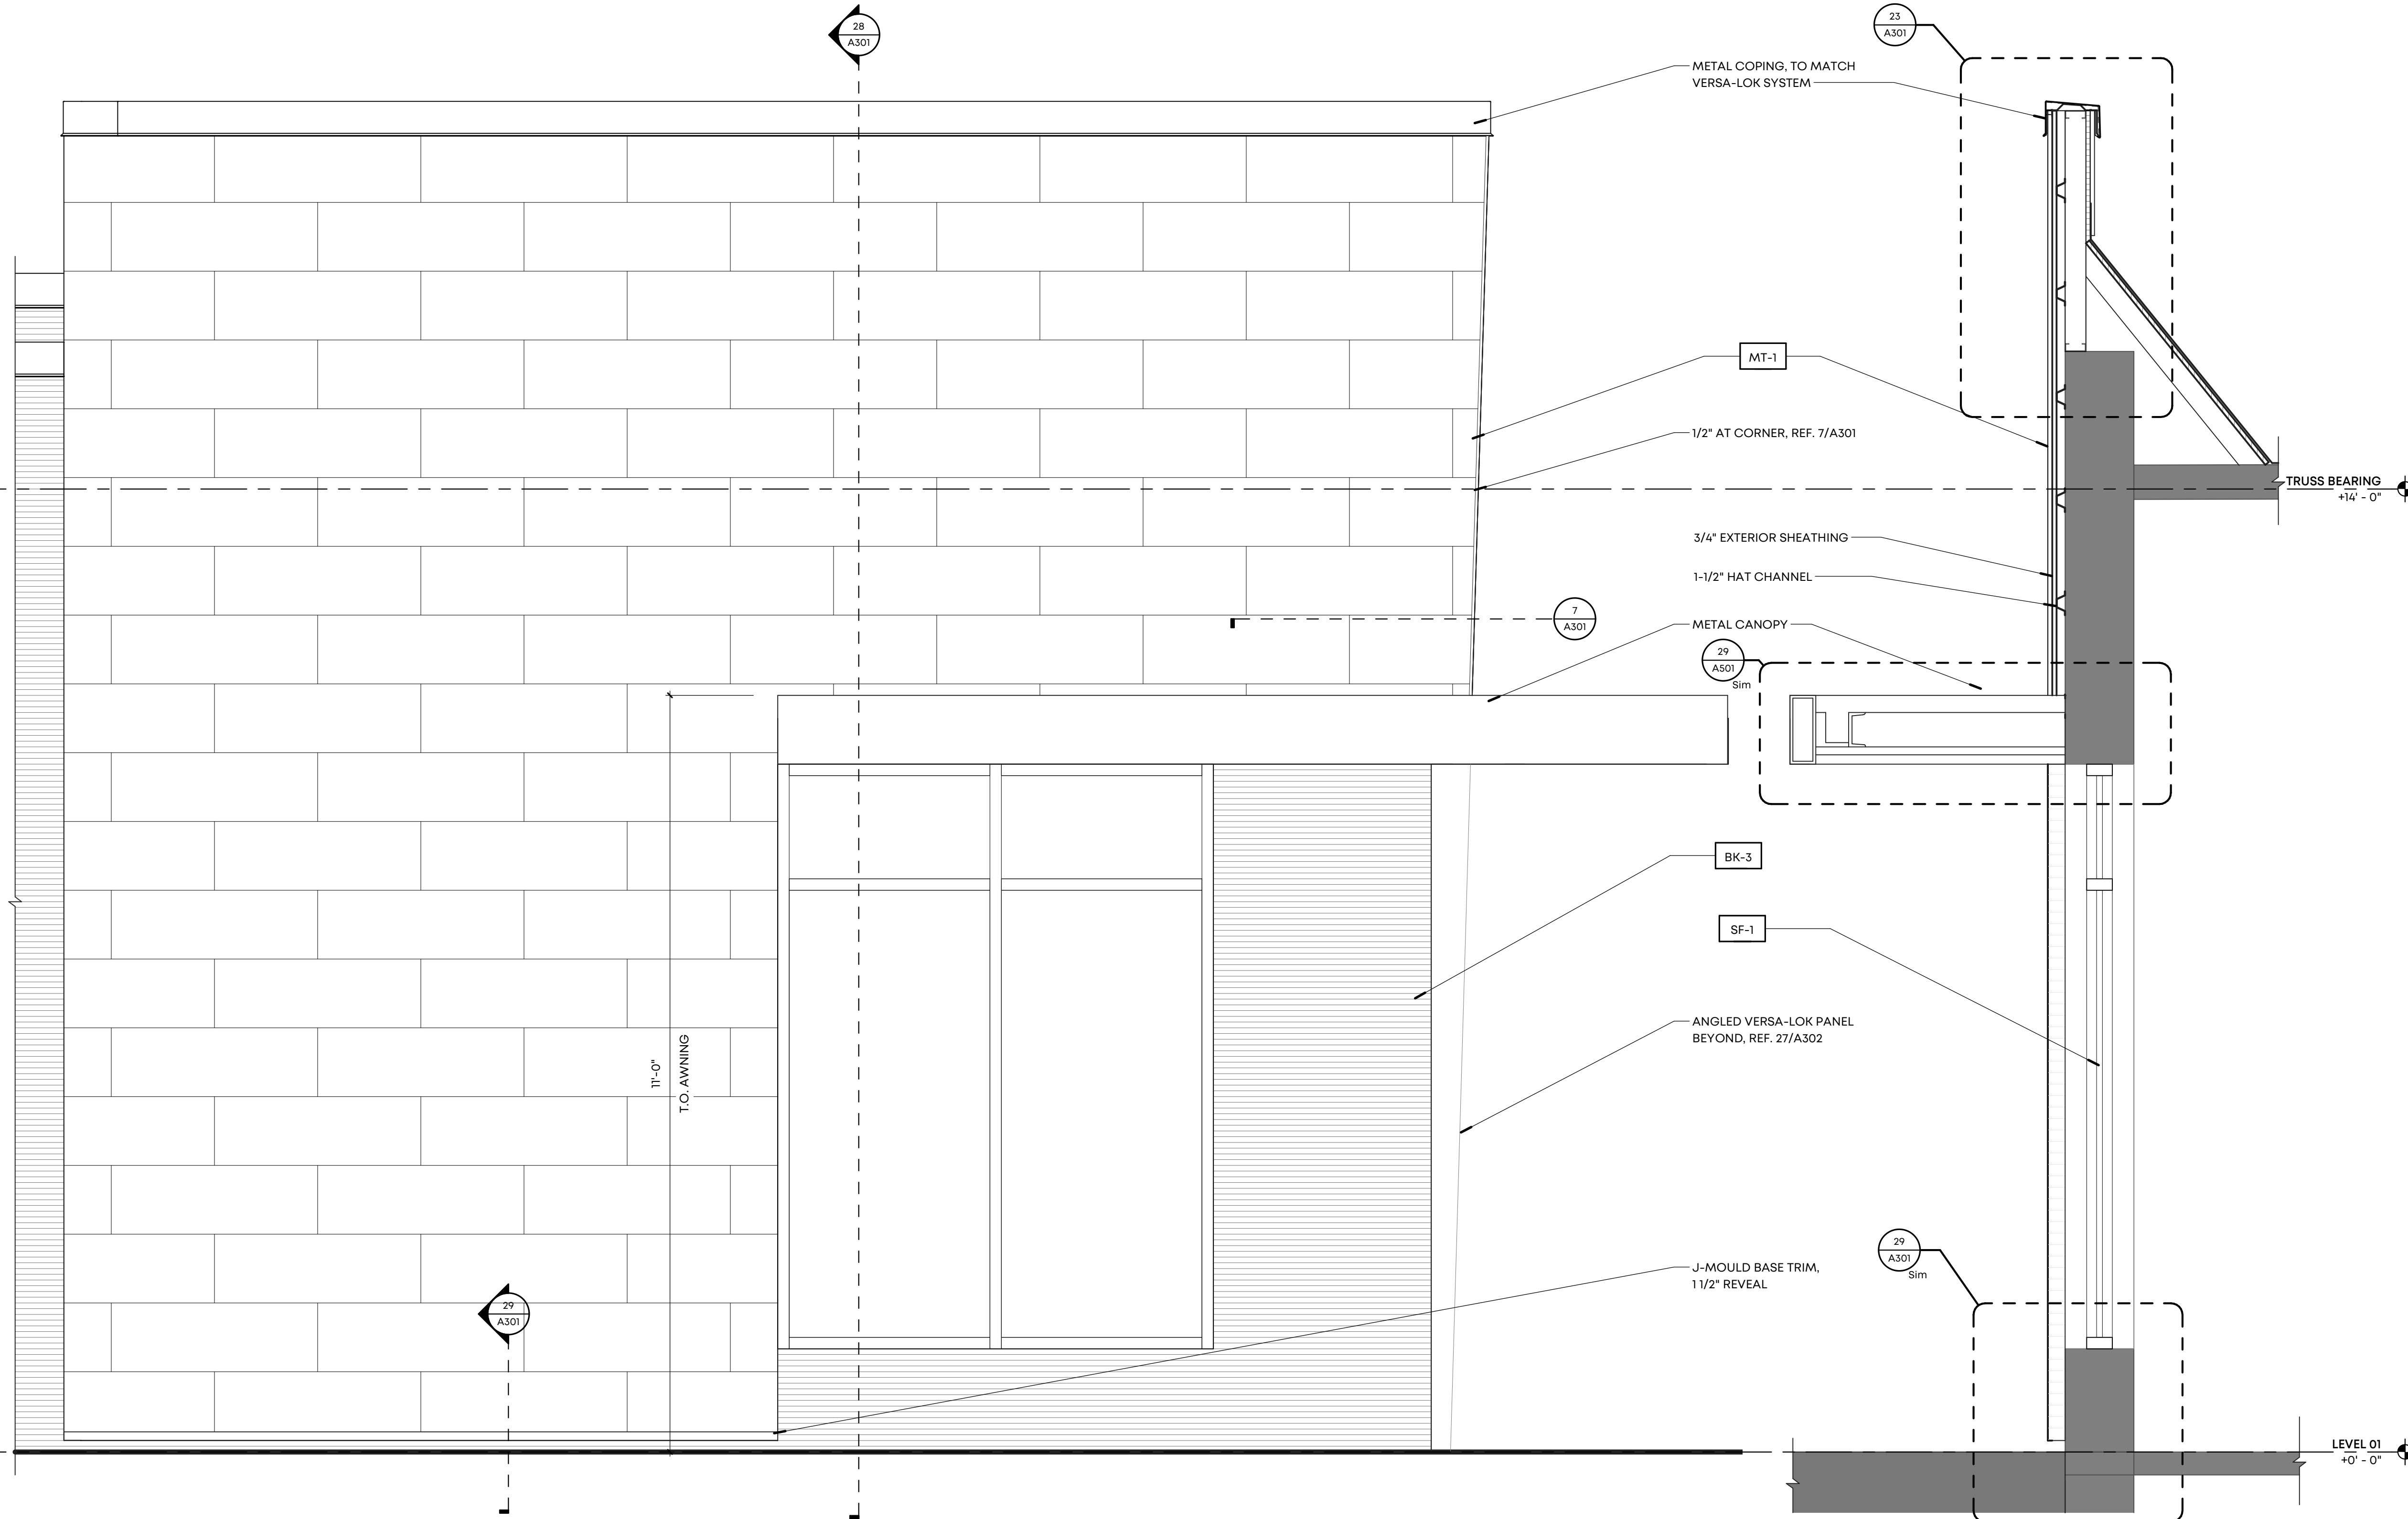 28
A301
23
A301
METAL COPING, TO MATCH
VERSA-LOK SYSTEM
MT-1
1/2" AT CORNER, REF. 7/A301
TRUSS BEARING
+14' - 0"
3/4" EXTERIOR SHEATHING
1-1/2" HAT CHANNEL
7
A301
METAL CANOPY
29
A501
Sim
BK-3
SF-1
ANGLED VERSA-LOK PANEL
BEYOND, REF. 27/A302
11'-0"
T.O. AWNING
29
A301
Sim
J-MOULD BASE TRIM,
1 1/2" REVEAL
29
A301
LEVEL 01
+0' - 0"